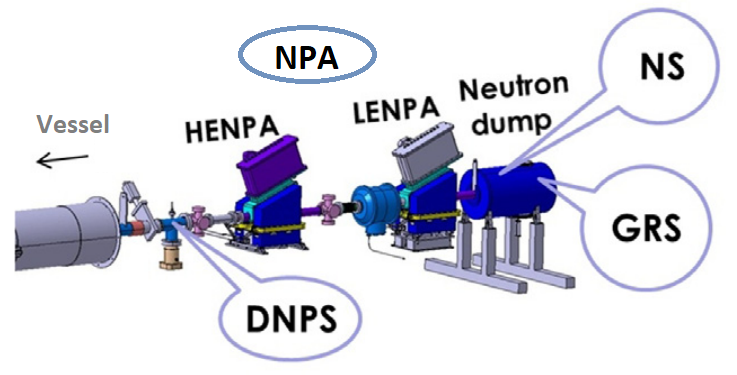 NPA
NS
Neutron
dump
LENPA
HENPA
Vessel
GRS
DNPS